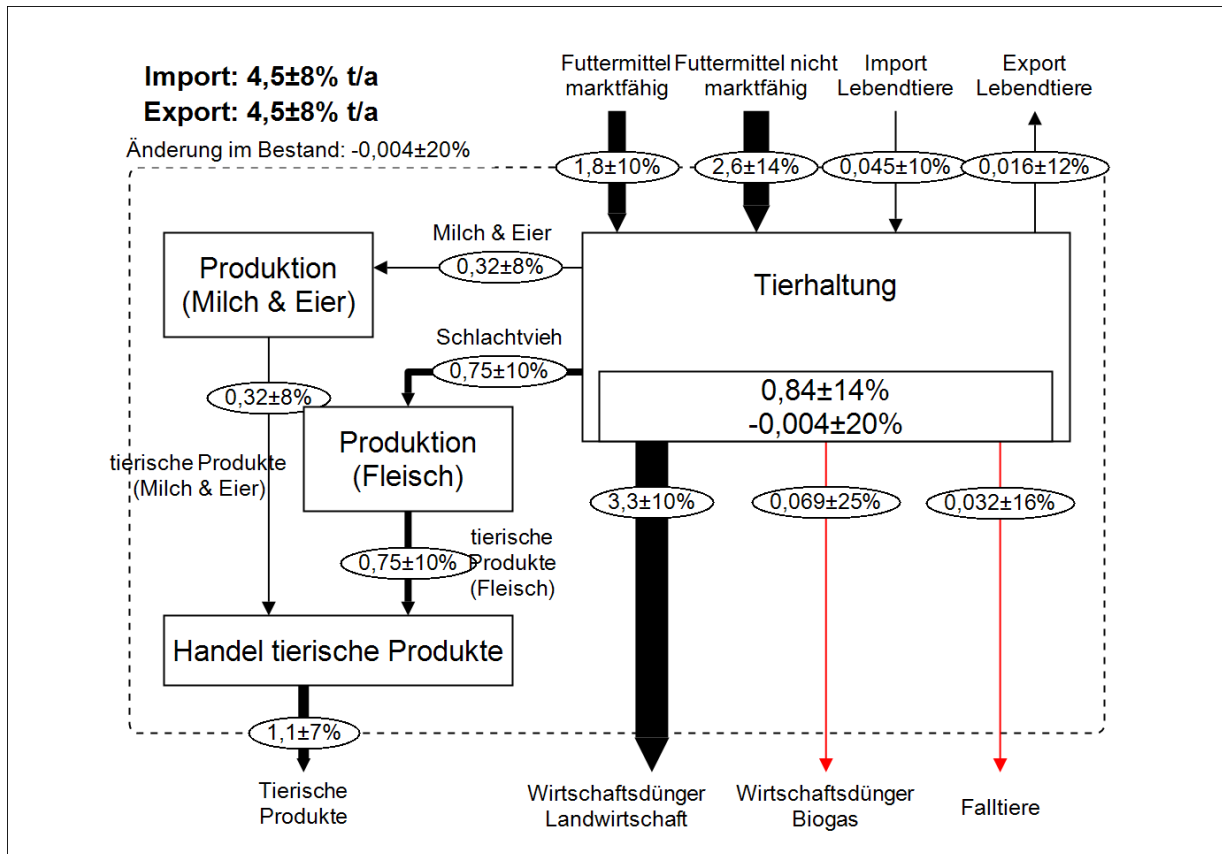 Import: 4,5±8% t/a
Export: 4,5±8% t/a
Änderung im Bestand: -0,004±20%
Futtermittel
marktfähig
Futtermittel nicht
marktfähig
Import
Lebendtiere
Export
Lebendtiere
1,8±10%
2,6±14%
0,045±10%
0,016±12%
Milch & Eier
0,32±8%
Produktion
(Milch & Eier)
Tierhaltung
Schlachtvieh
0,75±10%
0,84±14%
-0,004±20%
0,32±8%
Produktion
(Fleisch)
tierische Produkte
(Milch & Eier)
3,3±10%
0,069±25%
0,032±16%
0,75±10%
tierische
Produkte
(Fleisch)
Handel tierische Produkte
1,1±7%
Tierische
Produkte
Wirtschaftsdünger
Landwirtschaft
Wirtschaftsdünger
Biogas
Falltiere